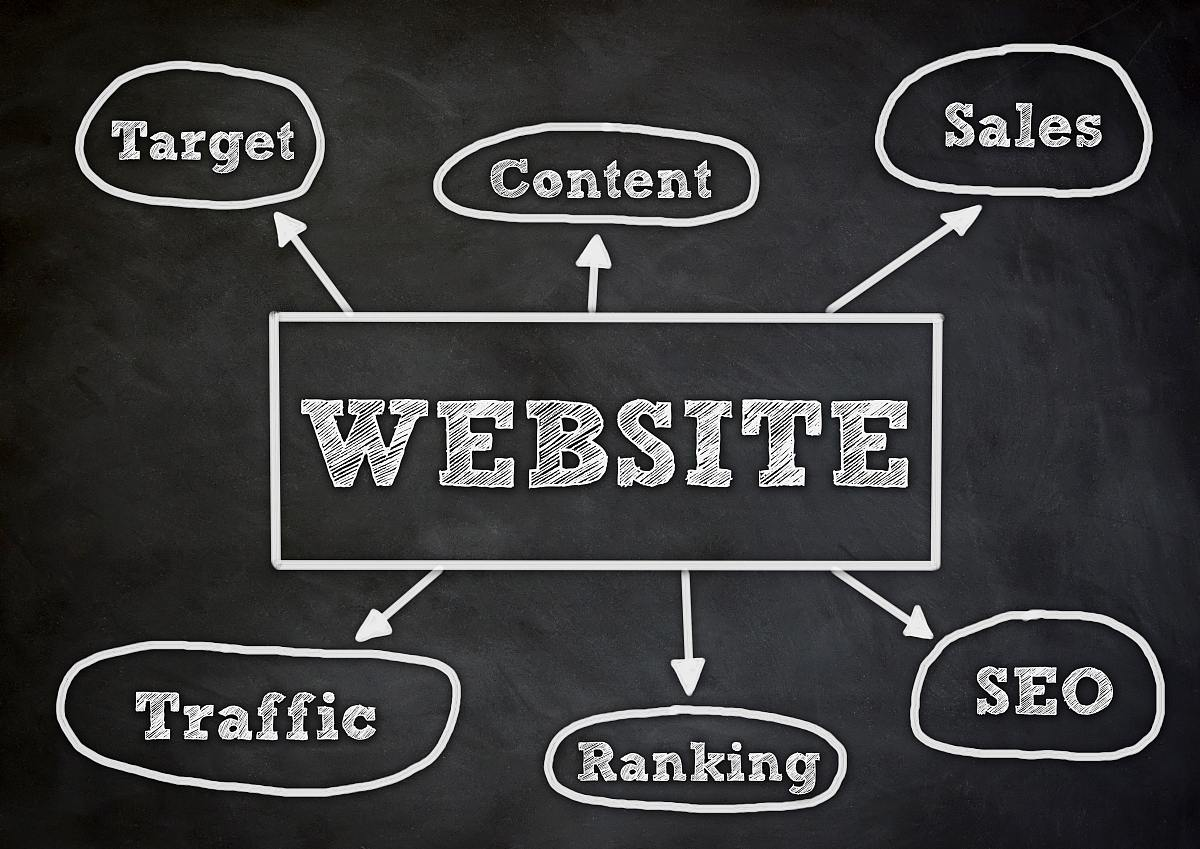 Target
Content
Sales
WEBSITE
Traffic
Ranking
SEO